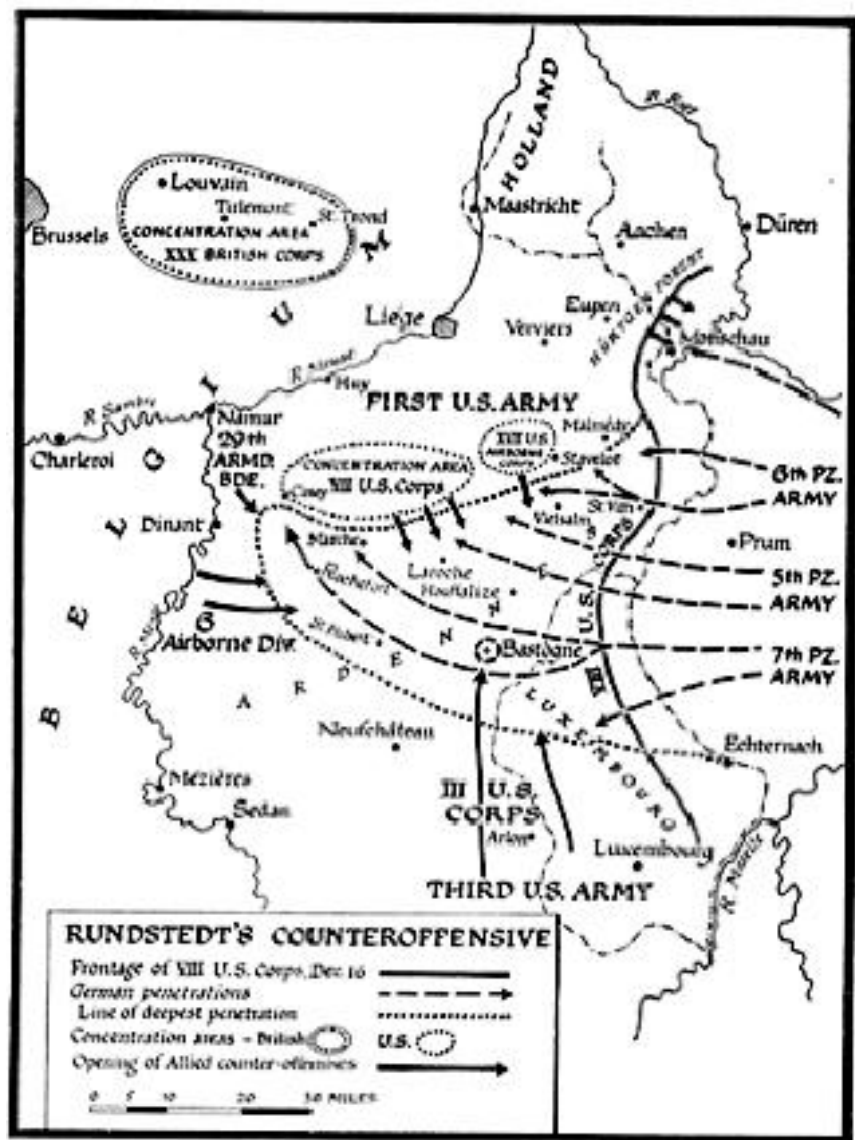 HOLLAND
R. Roer
Louvain
Tirlemont
St. Trond
CONCENTRATION AREA
XXX BRITISH CORPS
Brussels
Maastricht
Aachen
Düren
HÜRTGEN FOREST
Eupen
Liége
Verviers
Monschau
BELGIUM
R. Meuse
Huy
R. Sambre
FIRST U.S. ARMY
Namur
29th
ARMD.
BDE.
Charleroi
Malmédy
XVIII U.S.
AIRBORNE
CORPS
Stavelot
CONCENTRATION AREA
VII U.S. Corps
Ciney
6th PZ.
ARMY
St. Vith
Vielsalm
Dinant
Marche
Prum
Laroche
Houffalize
Rochefort
5th PZ.
ARMY
U.S. CORPS
VIII
6
Airborne Div.
St. Hubert
Bastogne
7th PZ.
ARMY
R. Meuse
ARDENNES
LUXEMBOURG
Neufchâteau
Echternach
Mézières
Sedan
III U.S.
CORPS
Arlon
Luxembourg
R. Moselle
THIRD U.S. ARMY
RUNDSTEDT'S COUNTEROFFENSIVE
Frontage of VIII U.S. Corps, Dec. 16
German penetrations
Line of deepest penetration
Concentration areas - British
U.S.
Opening of Allied counter-offensives
0 5 10 20 30 MILES